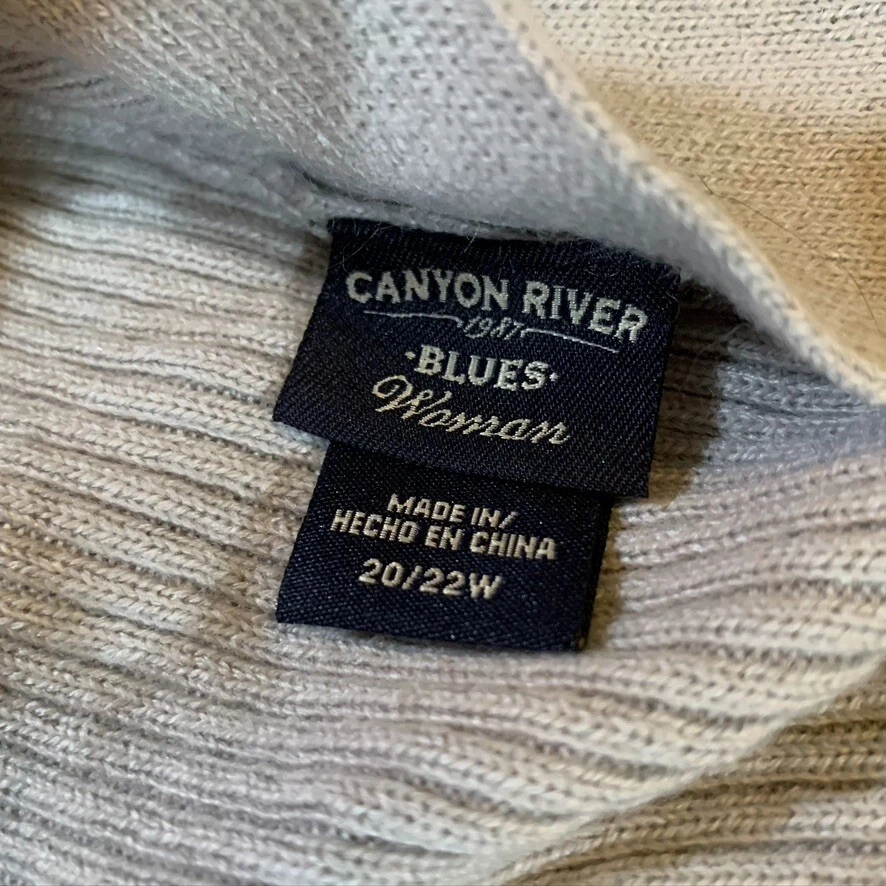 CANYON RIVER
1987
·BLUES·
Woman
MADE IN/
HECHO EN CHINA
20/22W